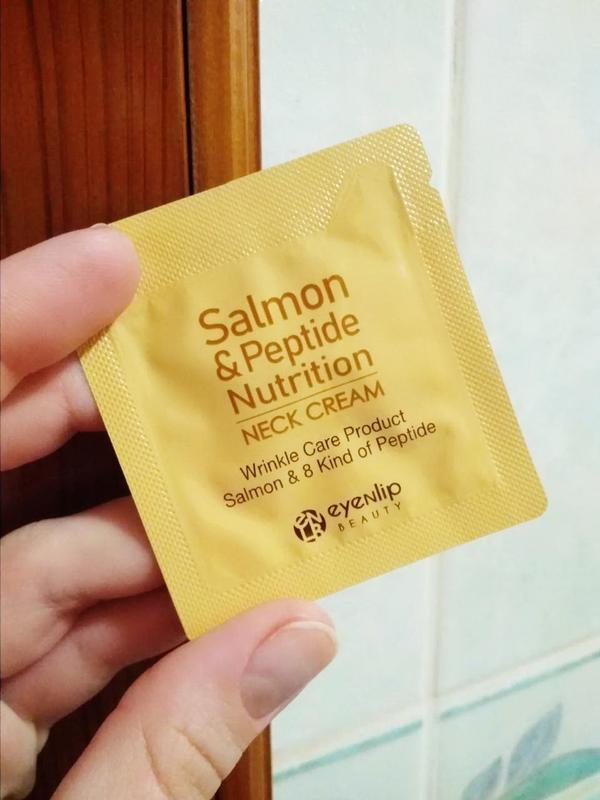 Salmon
& Peptide
Nutrition
NECK CREAM
Wrinkle Care Product
Salmon & 8 Kind of Peptide
eyenlip
BEAUTY